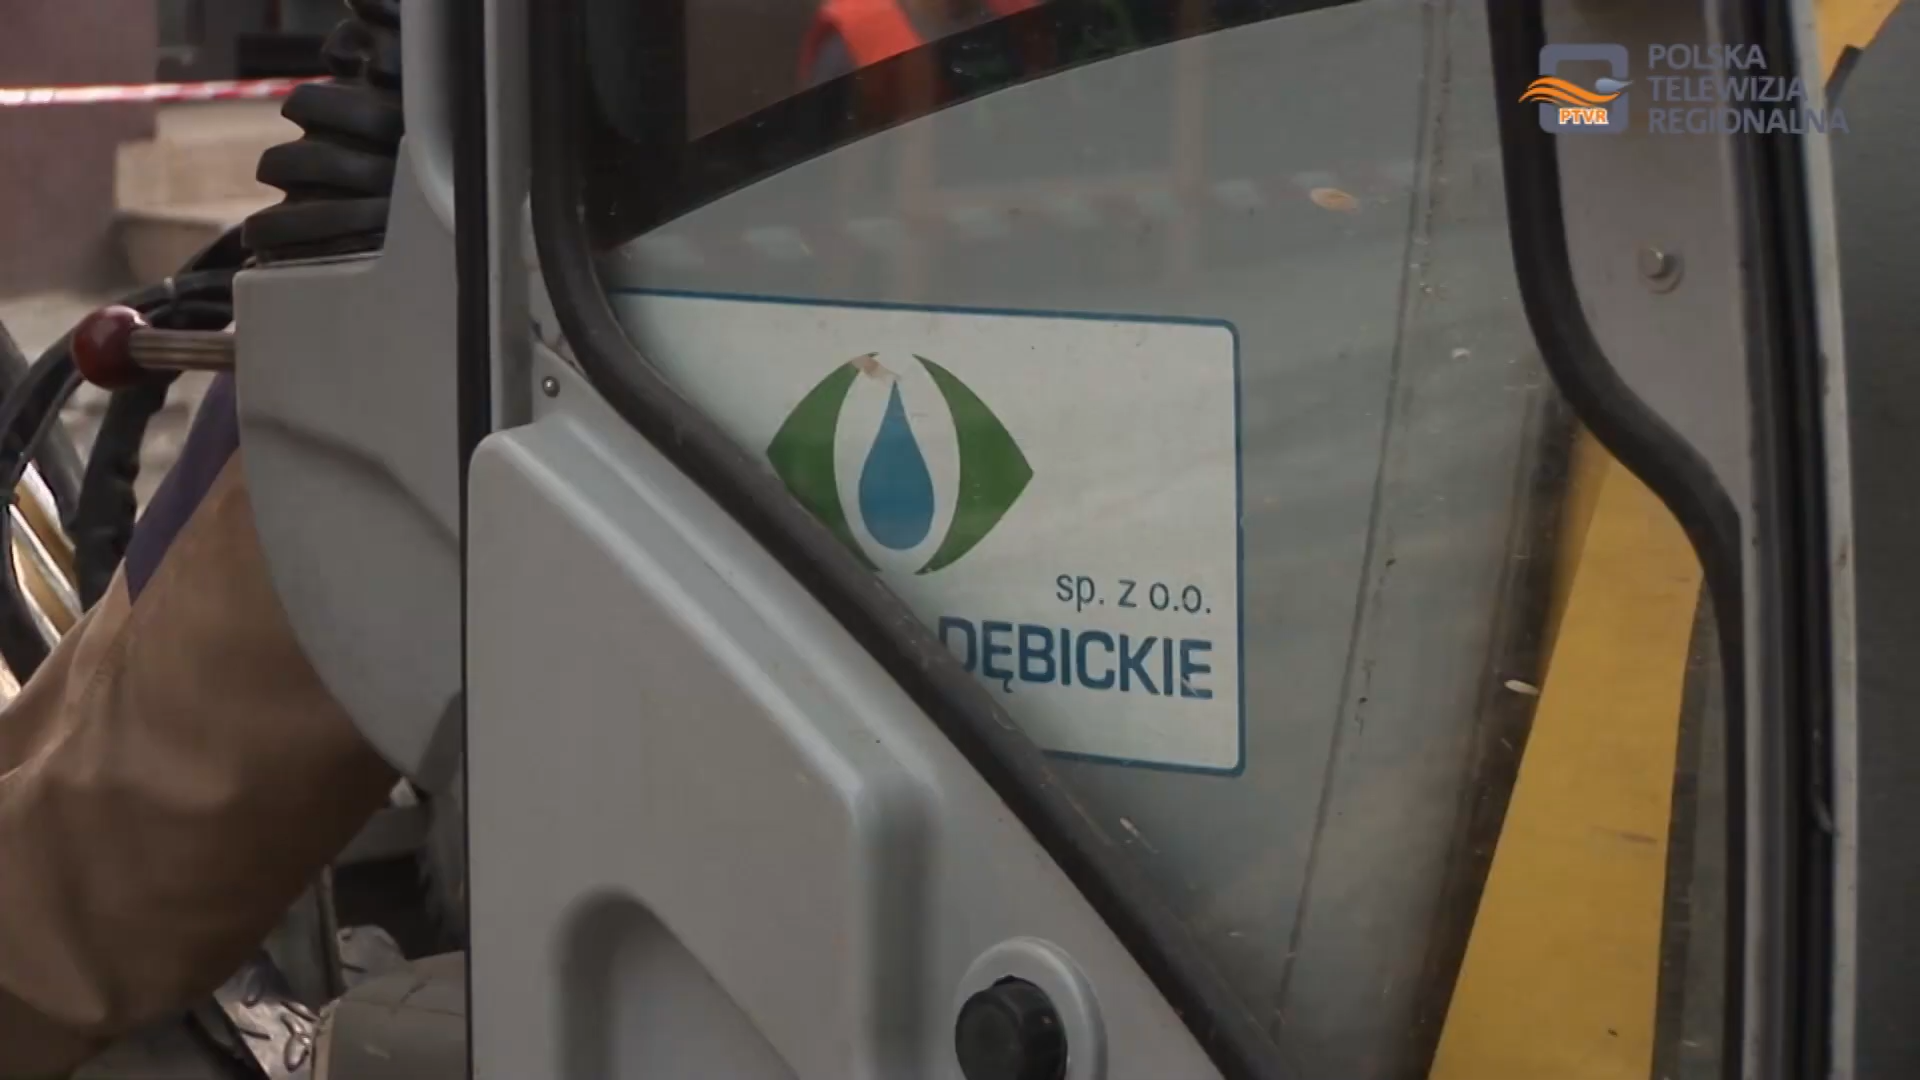 POLSKA
TELEWIZJA
REGIONALNA
PTVR
sp. z o.o.
DĘBICKIE